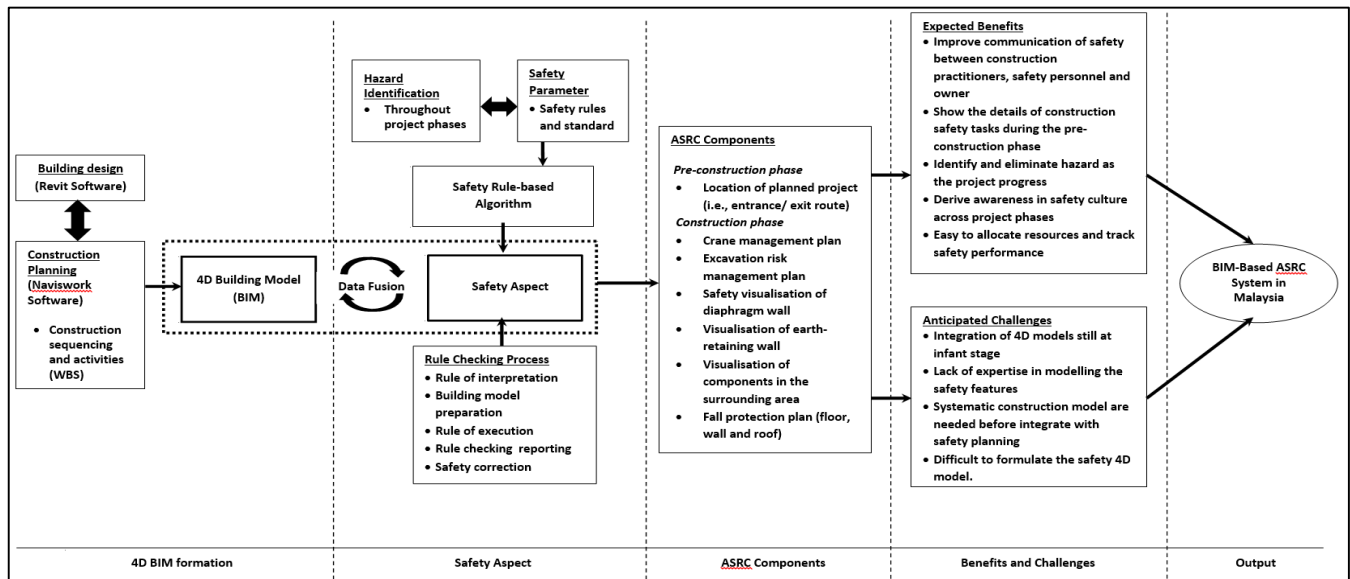 Building design
(Revit Software)
Construction
Planning
(Naviswork
Software)
• Construction
sequencing
and activities
(WBS)
4D Building Model
(BIM)
Data Fusion
Hazard
Identification
• Throughout
project phases
Safety
Parameter
• Safety rules
and standard
Safety Rule-based
Algorithm
Safety Aspect
Rule Checking Process
• Rule of interpretation
• Building model
preparation
• Rule of execution
• Rule checking reporting
• Safety correction
ASRC Components
Pre-construction phase
• Location of planned project
(i.e., entrance/ exit route)
Construction phase
• Crane management plan
• Excavation risk
management plan
• Safety visualisation of
diaphragm wall
• Visualisation of earth-
retaining wall
• Visualisation of
components in the
surrounding area
• Fall protection plan (floor,
wall and roof)
Expected Benefits
• Improve communication of safety
between construction
practitioners, safety personnel and
owner
• Show the details of construction
safety tasks during the pre-
construction phase
• Identify and eliminate hazard as
the project progress
• Derive awareness in safety culture
across project phases
• Easy to allocate resources and track
safety performance
Anticipated Challenges
• Integration of 4D models still at
infant stage
• Lack of expertise in modelling the
safety features
• Systematic construction model are
needed before integrate with
safety planning
• Difficult to formulate the safety 4D
model.
BIM-Based ASRC
System in
Malaysia
4D BIM formation
Safety Aspect
ASRC Components
Benefits and Challenges
Output